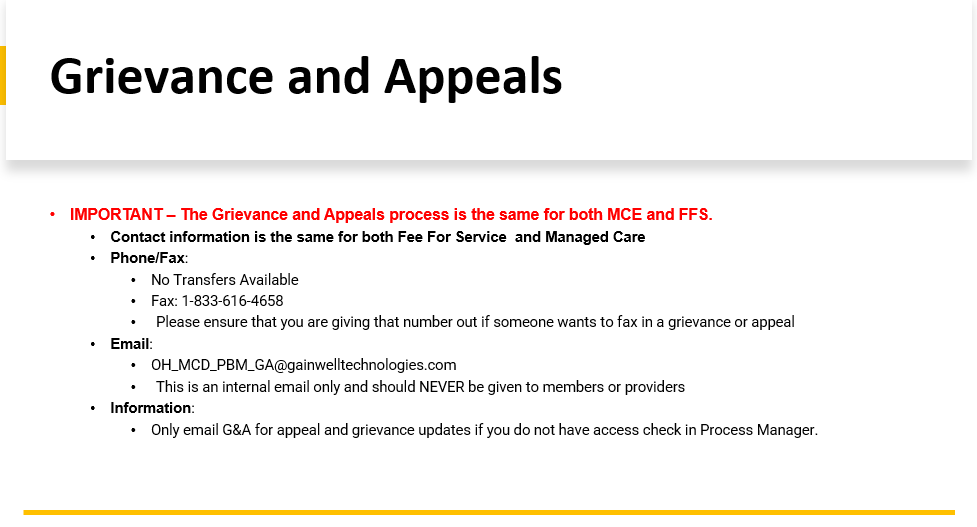 Grievance and Appeals
• IMPORTANT – The Grievance and Appeals process is the same for both MCE and FFS.
• Contact information is the same for both Fee For Service  and Managed Care
• Phone/Fax:
• No Transfers Available
• Fax: 1-833-616-4658
• Please ensure that you are giving that number out if someone wants to fax in a grievance or appeal
• Email:
• OH_MCD_PBM_GA@gainwelltechnologies.com
• This is an internal email only and should NEVER be given to members or providers
• Information:
• Only email G&A for appeal and grievance updates if you do not have access check in Process Manager.